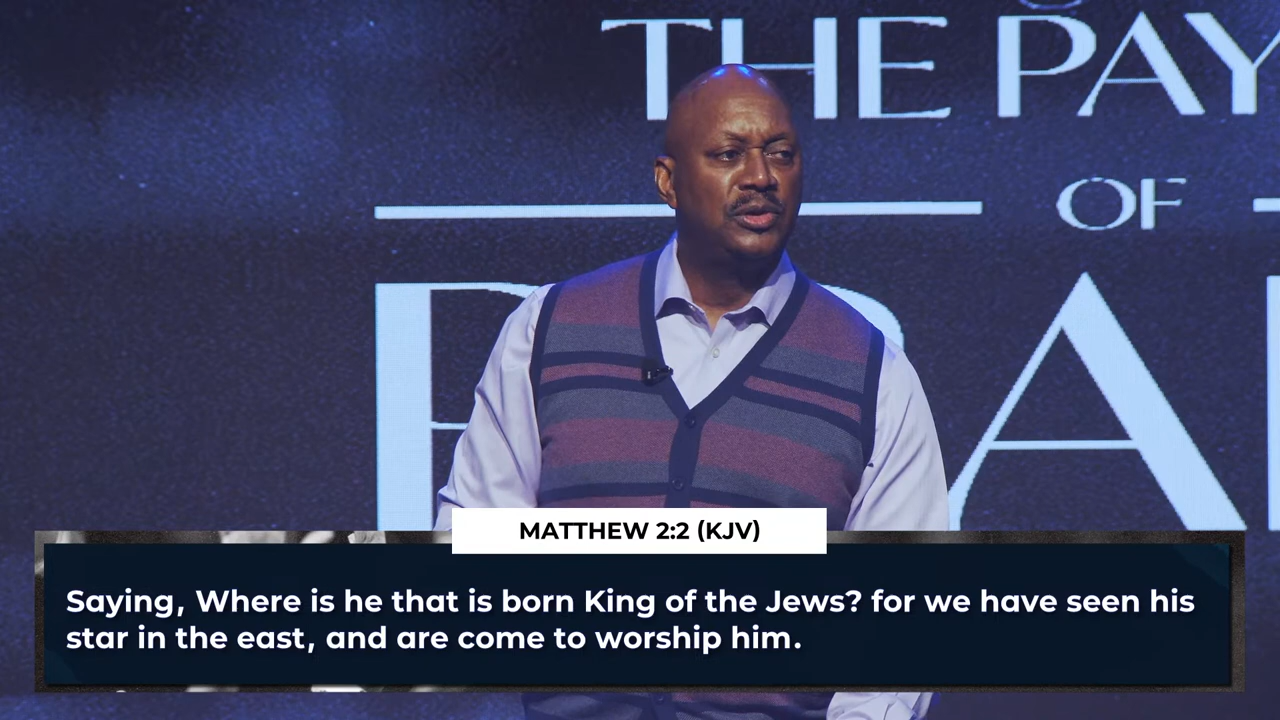 THE PAY
OF
MATTHEW 2:2 (KJV)
Saying, Where is he that is born King of the Jews? for we have seen his
star in the east, and are come to worship him.